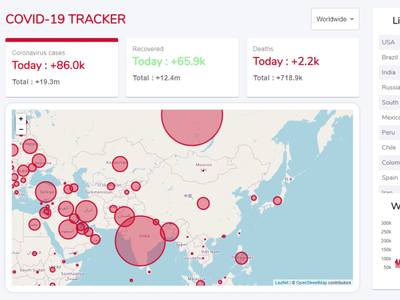 COVID-19 TRACKER
Worldwide
Coronavirus cases
Today : +86.0k
Total : +19.3m
Recovered
Today : +65.9k
Total : +12.4m
Deaths
Today : +2.2k
Total : +718.9k
+
−
India
Leaflet | © OpenStreetMap contributors
Li
USA
Brazil
India
Russia
South
Mexico
Peru
Chile
Colom
Spain
Iran
W
300k
250k
200k
150k
100k
50k